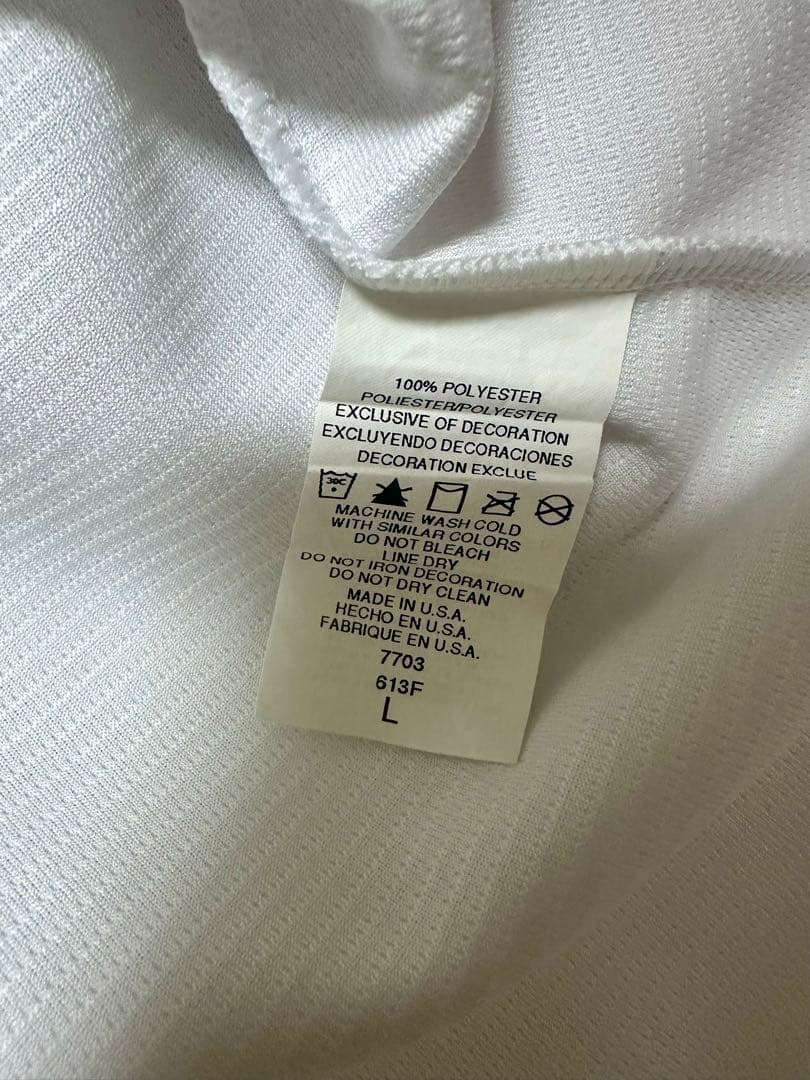 100% POLYESTER
POLIESTER/POLYESTER
EXCLUSIVE OF DECORATION
EXCLUYENDO DECORACIONES
DECORATION EXCLUE
30C
MACHINE WASH COLD
WITH SIMILAR COLORS
DO NOT BLEACH
LINE DRY
DO NOT IRON DECORATION
DO NOT DRY CLEAN
MADE IN U.S.A.
HECHO EN U.S.A.
FABRIQUE EN U.S.A.
7703
613F
L